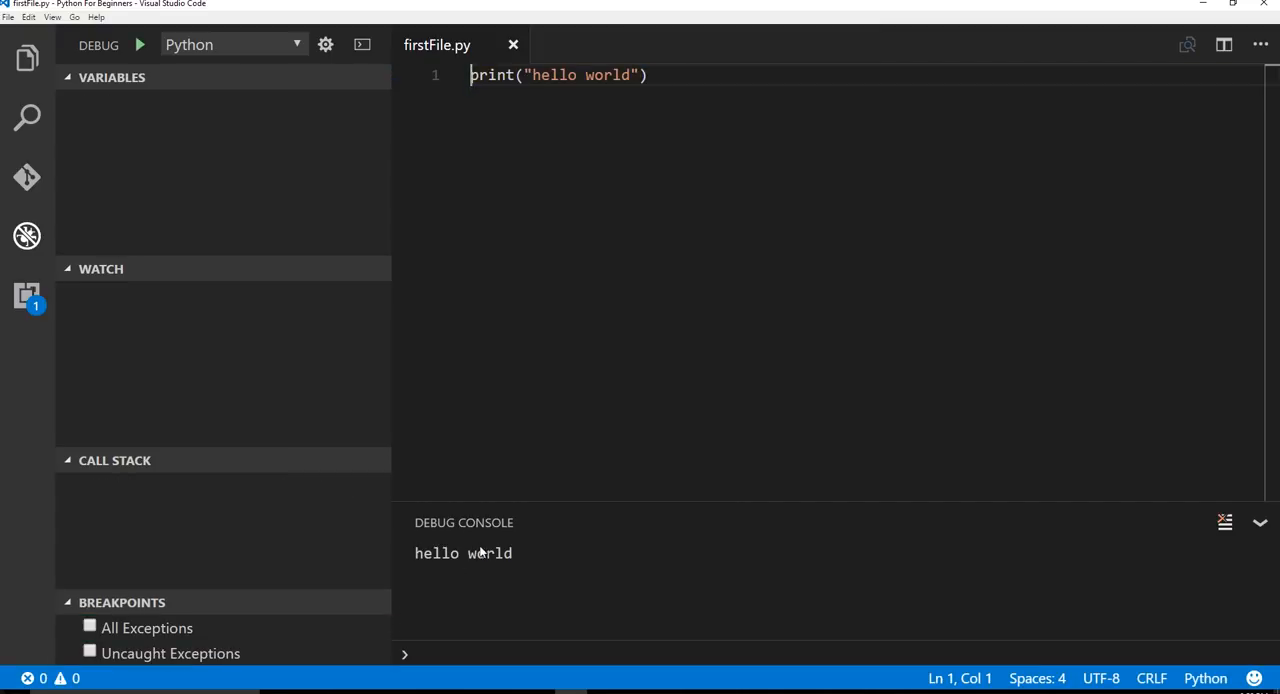 firstFile.py - Python For Beginners - Visual Studio Code
File Edit View Go Help
DEBUG Python
firstFile.py
VARIABLES
1 print("hello world")
WATCH
1
CALL STACK
DEBUG CONSOLE
hello world
BREAKPOINTS
All Exceptions
Uncaught Exceptions
0 0 Ln 1, Col 1 Spaces: 4 UTF-8 CRLF Python